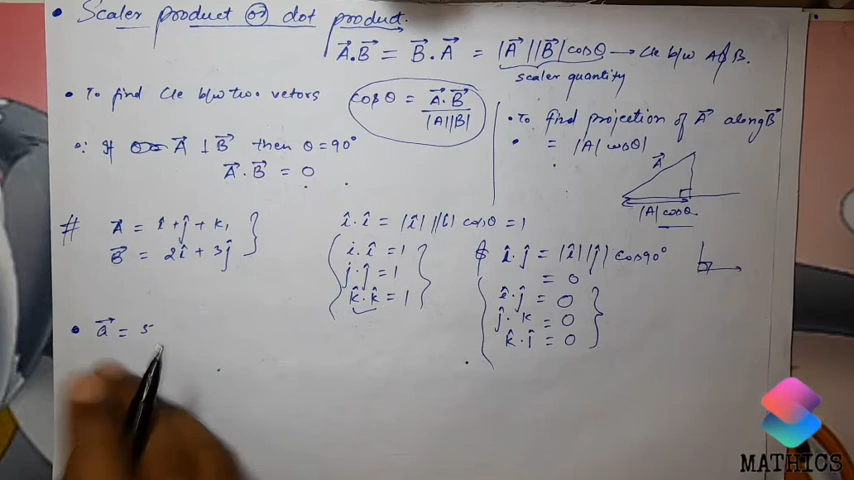 • Scaler product or dot product.
A⃗.B⃗ = B⃗.A⃗ = |A⃗||B⃗|cosθ → ∠le b/w A & B.
scaler quantity
• To find ∠le b/w two vetors cosθ = A⃗.B⃗ / |A||B|
∵ If A⃗ ⊥ B⃗ then θ = 90°
A⃗.B⃗ = 0
• To find projection of A⃗ along B⃗
• = |A| cosθ|
A⃗
|A| cosθ
# A⃗ = î + ĵ + k,
B⃗ = 2î + 3ĵ
î.î = |î| |î| cosθ = 1
i.î = 1
j.ĵ = 1
k̂.k̂ = 1
î.ĵ = |î||ĵ| cos90°
= 0
î.ĵ = 0
ĵ.k = 0
k̂.î = 0
• a⃗ = 5
MATHICS